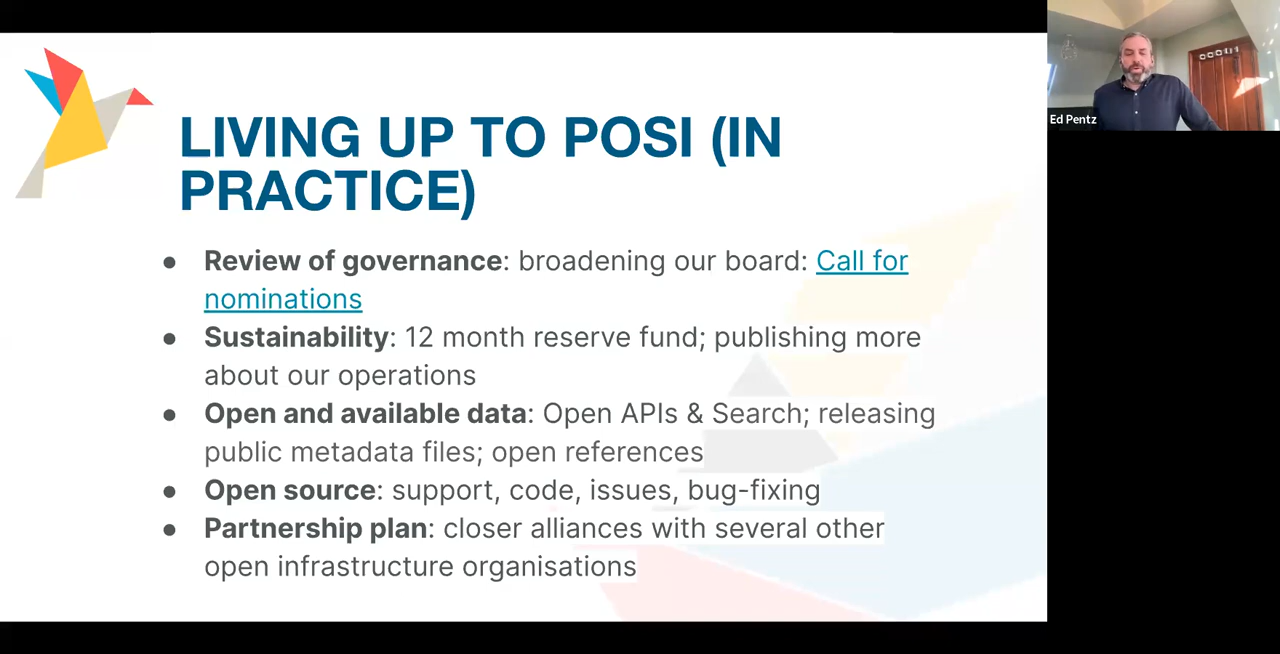 LIVING UP TO POSI (IN
PRACTICE)
● Review of governance: broadening our board: Call for
nominations
● Sustainability: 12 month reserve fund; publishing more
about our operations
● Open and available data: Open APIs & Search; releasing
public metadata files; open references
● Open source: support, code, issues, bug-fixing
● Partnership plan: closer alliances with several other
open infrastructure organisations
Ed Pentz